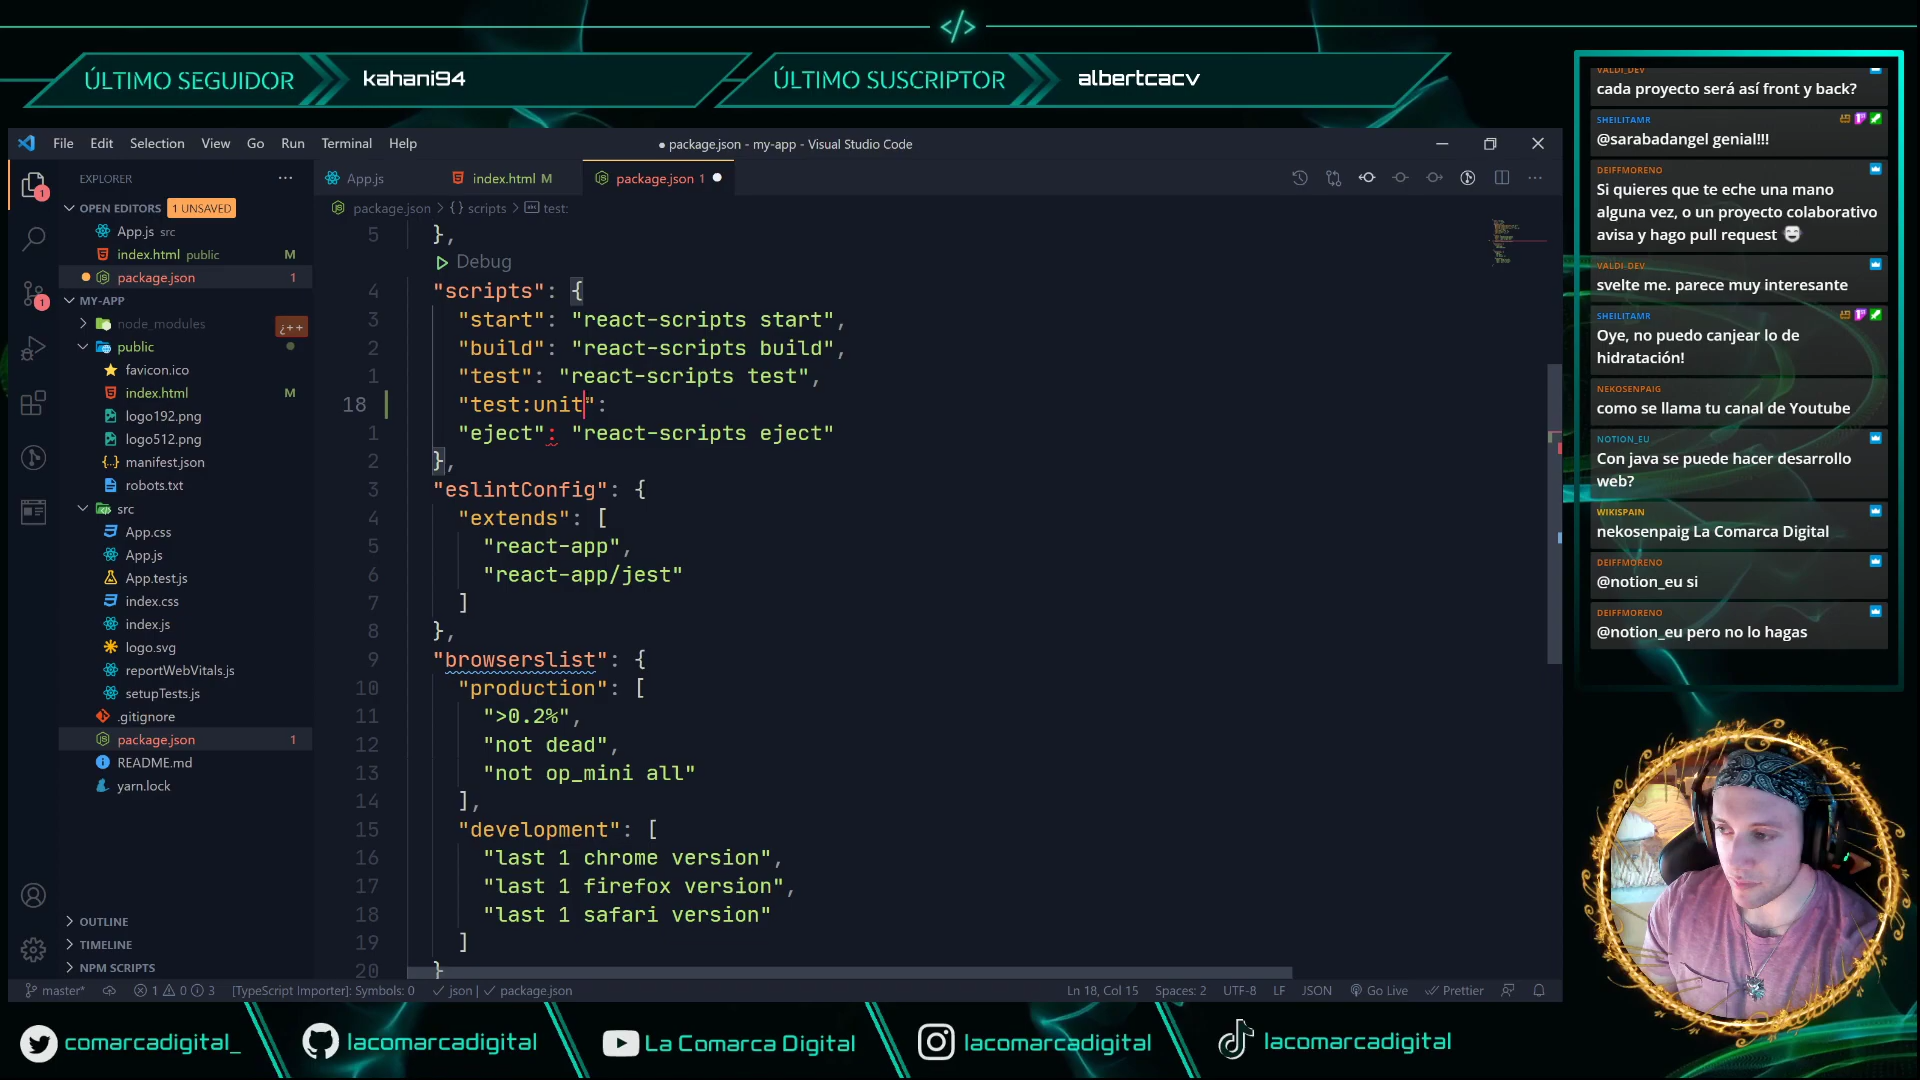 </>
ÚLTIMO SEGUIDOR
kahani94
ÚLTIMO SUSCRIPTOR
albertcacv
File Edit Selection View Go Run Terminal Help
● package.json - my-app - Visual Studio Code
EXPLORER
OPEN EDITORS 1 UNSAVED
App.js src
index.html public M
package.json 1
MY-APP
node_modules
¿++
public
favicon.ico
index.html M
logo192.png
logo512.png
manifest.json
robots.txt
src
App.css
App.js
App.test.js
index.css
index.js
logo.svg
reportWebVitals.js
setupTests.js
.gitignore
package.json 1
README.md
yarn.lock
OUTLINE
TIMELINE
NPM SCRIPTS
App.js
index.html M
package.json 1 ●
package.json > {} scripts > test:
5 },
Debug
4 "scripts": {
3 "start": "react-scripts start",
2 "build": "react-scripts build",
1 "test": "react-scripts test",
18 "test:unit":
1 "eject": "react-scripts eject"
2 },
3 "eslintConfig": {
4 "extends": [
5 "react-app",
6 "react-app/jest"
7 ]
8 },
9 "browserslist": {
10 "production": [
11 ">0.2%",
12 "not dead",
13 "not op_mini all"
14 ],
15 "development": [
16 "last 1 chrome version",
17 "last 1 firefox version",
18 "last 1 safari version"
19 ]
20 }
master* 1 0 3 [TypeScript Importer]: Symbols: 0 json | package.json
Ln 18, Col 15 Spaces: 2 UTF-8 LF JSON Go Live Prettier
VALDI_DEV
cada proyecto será así front y back?
SHEILITAMR
@sarabadangel genial!!!
DEIFFMORENO
Si quieres que te eche una mano
alguna vez, o un proyecto colaborativo
avisa y hago pull request
VALDI_DEV
svelte me. parece muy interesante
SHEILITAMR
Oye, no puedo canjear lo de
hidratación!
NEKOSENPAIG
como se llama tu canal de Youtube
NOTION_EU
Con java se puede hacer desarrollo
web?
WIKISPAIN
nekosenpaig La Comarca Digital
DEIFFMORENO
@notion_eu si
DEIFFMORENO
@notion_eu pero no lo hagas
comarcadigital_
lacomarcadigital
La Comarca Digital
lacomarcadigital
lacomarcadigital